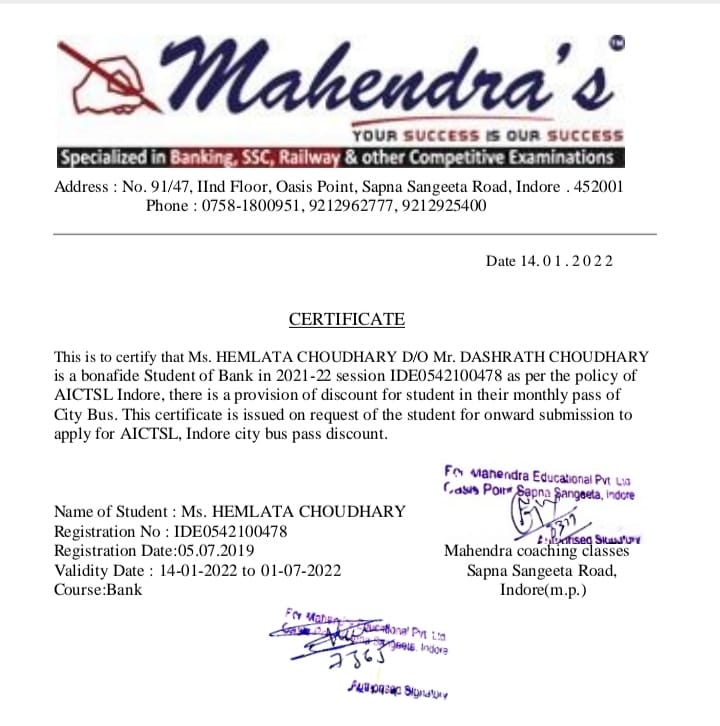 Mahendra's TM
YOUR SUCCESS IS OUR SUCCESS
Specialized in Banking, SSC, Railway & other Competitive Examinations
Address : No. 91/47, IInd Floor, Oasis Point, Sapna Sangeeta Road, Indore . 452001
Phone : 0758-1800951, 9212962777, 9212925400
Date 14.01.2022
CERTIFICATE
This is to certify that Ms. HEMLATA CHOUDHARY D/O Mr. DASHRATH CHOUDHARY
is a bonafide Student of Bank in 2021-22 session IDE0542100478 as per the policy of
AICTSL Indore, there is a provision of discount for student in their monthly pass of
City Bus. This certificate is issued on request of the student for onward submission to
apply for AICTSL, Indore city bus pass discount.
For Mahendra Educational Pvt Ltd
Oasis Point Sapna Sangeeta, Indore
Authorised Signature
Name of Student : Ms. HEMLATA CHOUDHARY
Registration No : IDE0542100478
Registration Date:05.07.2019
Validity Date : 14-01-2022 to 01-07-2022
Course:Bank
Mahendra coaching classes
Sapna Sangeeta Road,
Indore(m.p.)
For Mahendra Educational Pvt Ltd
Sangeeta, Indore
7363
Authorised Signature